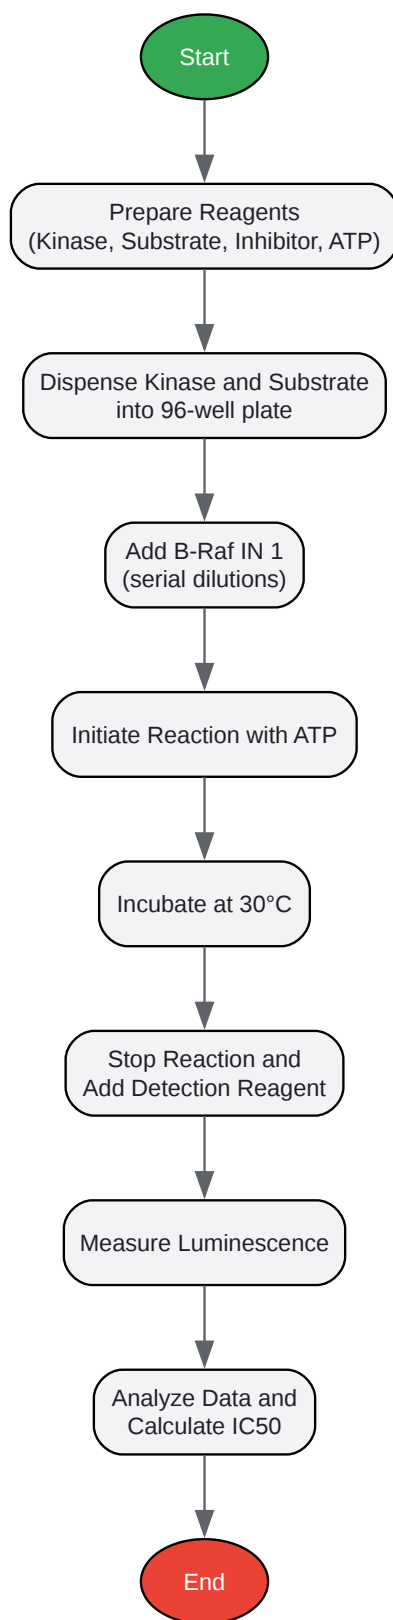 Start
Prepare Reagents
(Kinase, Substrate, Inhibitor, ATP)
Dispense Kinase and Substrate
into 96-well plate
Add B-Raf IN 1
(serial dilutions)
Initiate Reaction with ATP
Incubate at 30°C
Stop Reaction and
Add Detection Reagent
Measure Luminescence
Analyze Data and
Calculate IC50
End